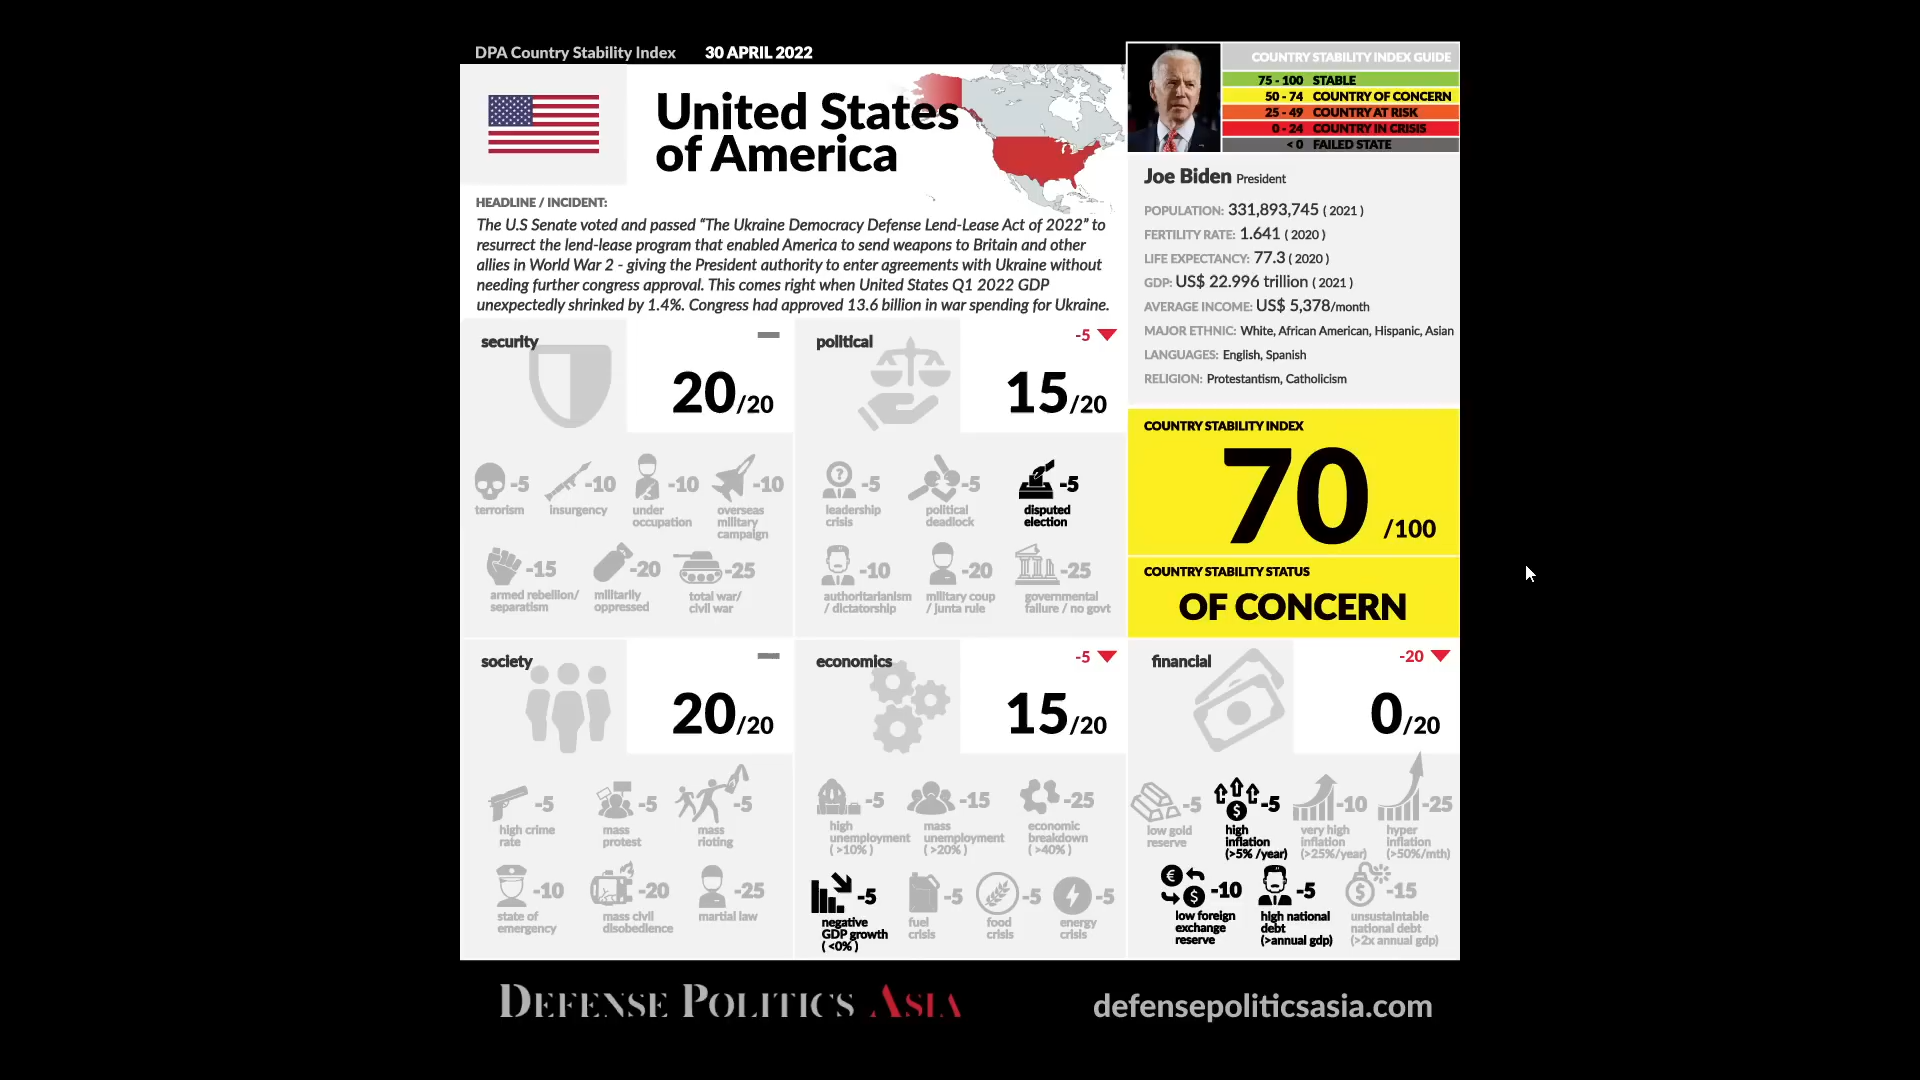 DPA Country Stability Index 30 APRIL 2022
United States
of America
HEADLINE / INCIDENT:
The U.S Senate voted and passed “The Ukraine Democracy Defense Lend-Lease Act of 2022” to
resurrect the lend-lease program that enabled America to send weapons to Britain and other
allies in World War 2 - giving the President authority to enter agreements with Ukraine without
needing further congress approval. This comes right when United States Q1 2022 GDP
unexpectedly shrinked by 1.4%. Congress had approved 13.6 billion in war spending for Ukraine.
COUNTRY STABILITY INDEX GUIDE
75 - 100 STABLE
50 - 74 COUNTRY OF CONCERN
25 - 49 COUNTRY AT RISK
0 - 24 COUNTRY IN CRISIS
< 0 FAILED STATE
Joe Biden President
POPULATION: 331,893,745 ( 2021 )
FERTILITY RATE: 1.641 ( 2020 )
LIFE EXPECTANCY: 77.3 ( 2020 )
GDP: US$ 22.996 trillion ( 2021 )
AVERAGE INCOME: US$ 5,378/month
MAJOR ETHNIC: White, African American, Hispanic, Asian
LANGUAGES: English, Spanish
RELIGION: Protestantism, Catholicism
security
20/20
-5
terrorism
-10
insurgency
-10
under
occupation
-10
overseas
military
campaign
-15
armed rebellion/
separatism
-20
militarily
oppressed
-25
total war/
civil war
political
-5
15/20
-5
leadership
crisis
-5
political
deadlock
-5
disputed
election
-10
authoritarianism
/ dictatorship
-20
military coup
/ junta rule
-25
governmental
failure / no govt
COUNTRY STABILITY INDEX
70 /100
COUNTRY STABILITY STATUS
OF CONCERN
society
20/20
-5
high crime
rate
-5
mass
protest
-5
mass
rioting
-10
state of
emergency
-20
mass civil
disobedience
-25
martial law
economics
-5
15/20
-5
high
unemployment
( >10% )
-15
mass
unemployment
( >20% )
-25
economic
breakdown
( >40% )
-5
negative
GDP growth
( <0% )
-5
fuel
crisis
-5
food
crisis
-5
energy
crisis
financial
-20
0/20
-5
low gold
reserve
-5
high
inflation
(>5% /year)
-10
very high
inflation
(>25%/year)
-25
hyper
inflation
(>50%/mth)
-10
low foreign
exchange
reserve
-5
high national
debt
(>annual gdp)
-15
unsustaintable
national debt
(>2x annual gdp)
DEFENSE POLITICS ASIA
defensepoliticsasia.com